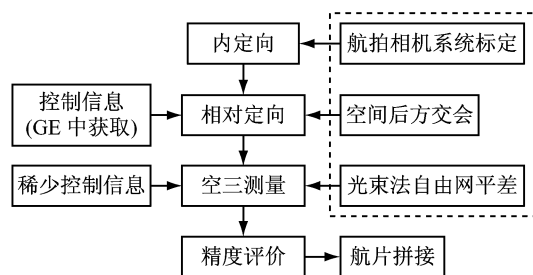 内定向
航拍相机系统标定
控制信息
(GE 中获取)
相对定向
空间后方交会
稀少控制信息
空三测量
光束法自由网平差
精度评价
航片拼接